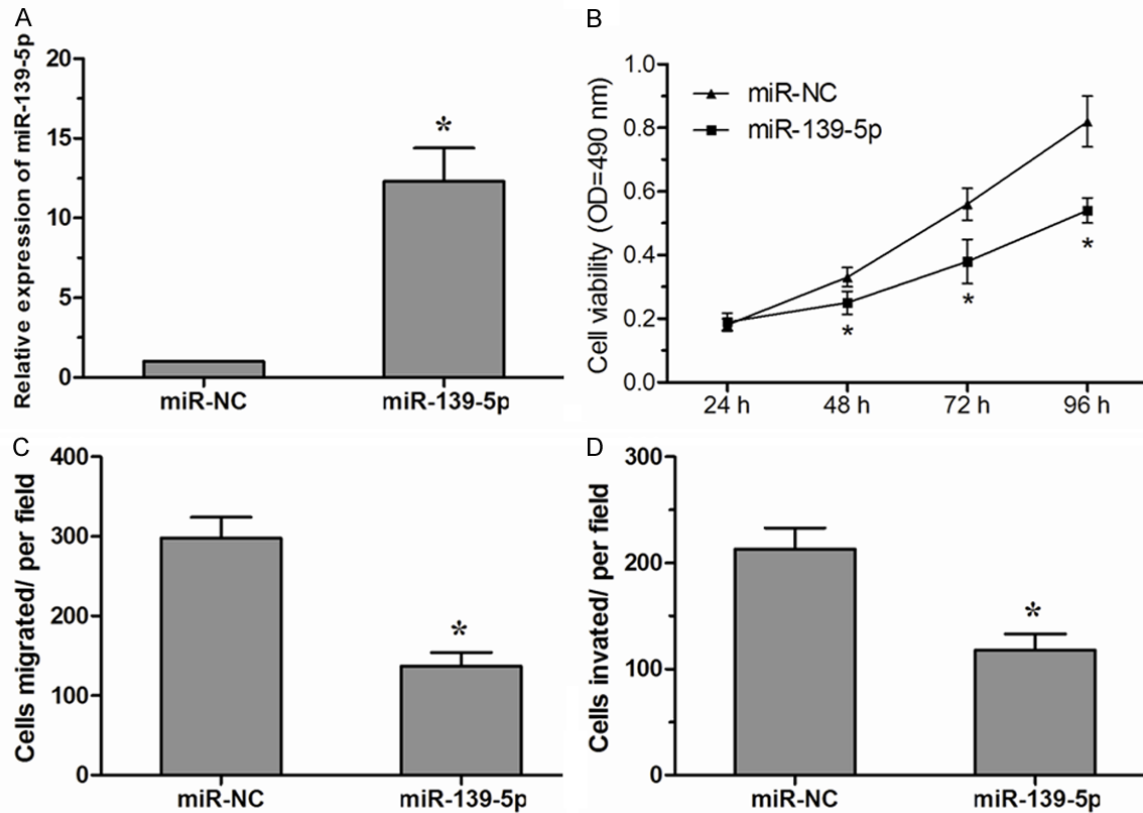 A
Relative expression of miR-139-5p
20
15
10
5
0
*
miR-NC
miR-139-5p
B
Cell viability (OD=490 nm)
1.0
0.8
0.6
0.4
0.2
0.0
miR-NC
miR-139-5p
*
*
*
24 h
48 h
72 h
96 h
C
Cells migrated/ per field
400
300
200
100
0
*
miR-NC
miR-139-5p
D
Cells invated/ per field
300
200
100
0
*
miR-NC
miR-139-5p